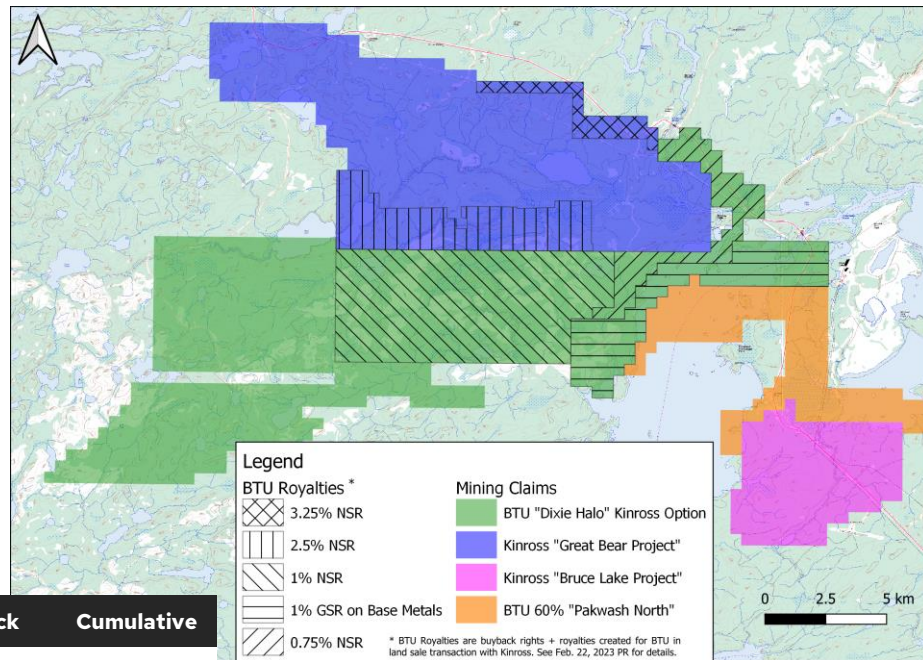 Legend
BTU Royalties *
3.25% NSR
2.5% NSR
1% NSR
1% GSR on Base Metals
0.75% NSR
Mining Claims
BTU "Dixie Halo" Kinross Option
Kinross "Great Bear Project"
Kinross "Bruce Lake Project"
BTU 60% "Pakwash North"
* BTU Royalties are buyback rights + royalties created for BTU in
land sale transaction with Kinross. See Feb. 22, 2023 PR for details.
0 2.5 5 km
ck Cumulative